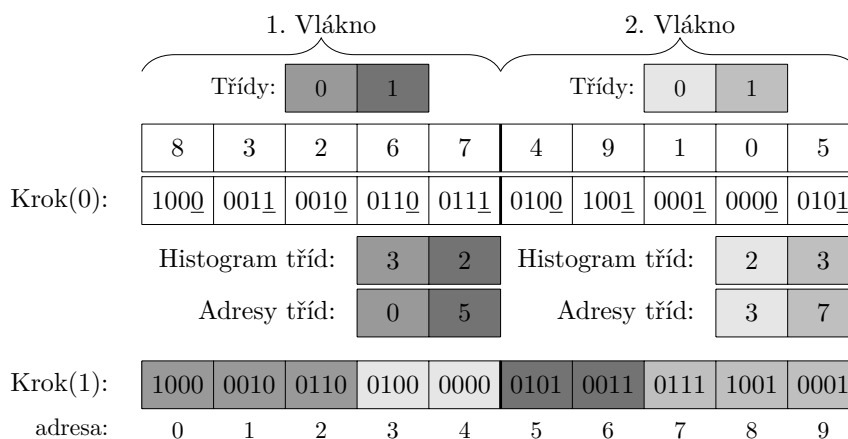 1. Vlákno 2. Vlákno
Třídy: 0 1 Třídy: 0 1
8 3 2 6 7 4 9 1 0 5
Krok(0): 1000 0011 0010 0110 0111 0100 1001 0001 0000 0101
Histogram tříd: 3 2 Histogram tříd: 2 3
Adresy tříd: 0 5 Adresy tříd: 3 7
Krok(1): 1000 0010 0110 0100 0000 0101 0011 0111 1001 0001
adresa: 0 1 2 3 4 5 6 7 8 9